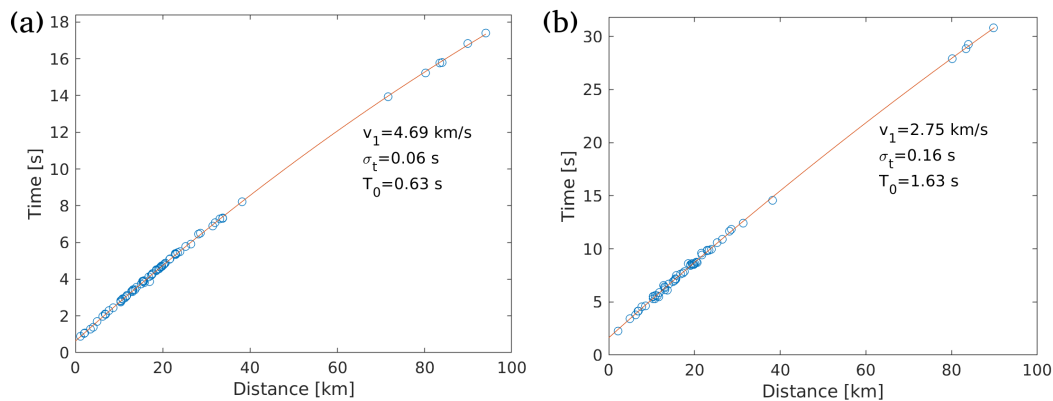 (a)
18
16
14
12
10
8
6
4
2
0
Time [s]
v1=4.69 km/s
σt=0.06 s
T0=0.63 s
0 20 40 60 80 100
Distance [km]
(b)
30
25
20
15
10
5
0
Time [s]
v1=2.75 km/s
σt=0.16 s
T0=1.63 s
0 20 40 60 80 100
Distance [km]